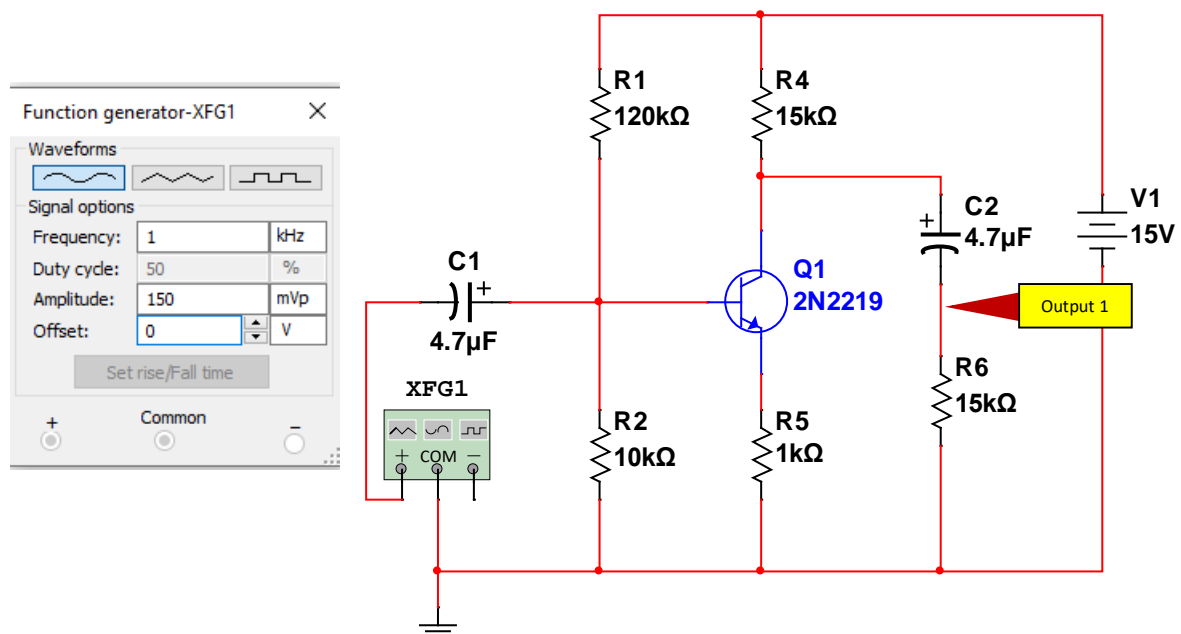 Function generator-XFG1
Waveforms
Signal options
Frequency: 1 kHz
Duty cycle: 50 %
Amplitude: 150 mVp
Offset: 0 V
Set rise/Fall time
+ Common −
R1
120kΩ
R4
15kΩ
C2
+
4.7µF
V1
15V
C1
+
4.7µF
Q1
2N2219
Output 1
XFG1
+ COM −
R2
10kΩ
R5
1kΩ
R6
15kΩ